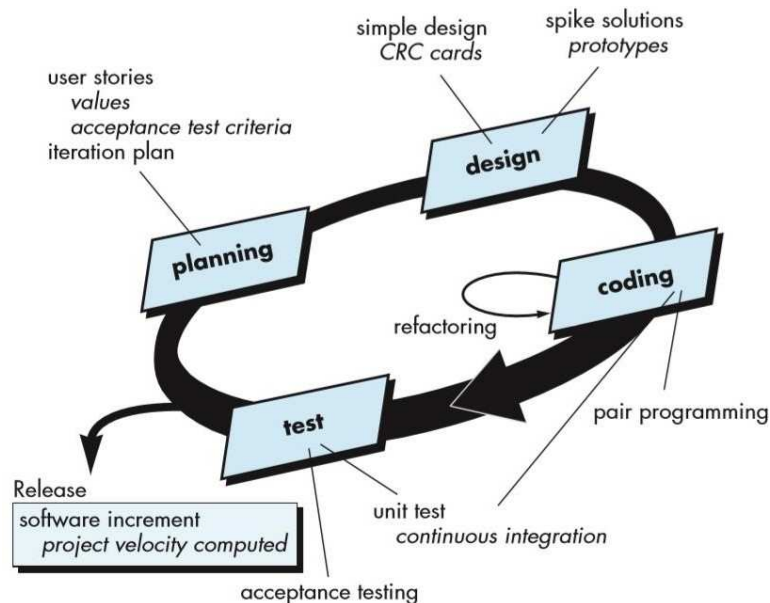 spike solutions
prototypes
simple design
CRC cards
user stories
values
acceptance test criteria
iteration plan
design
planning
coding
refactoring
pair programming
test
Release
software increment
project velocity computed
unit test
continuous integration
acceptance testing